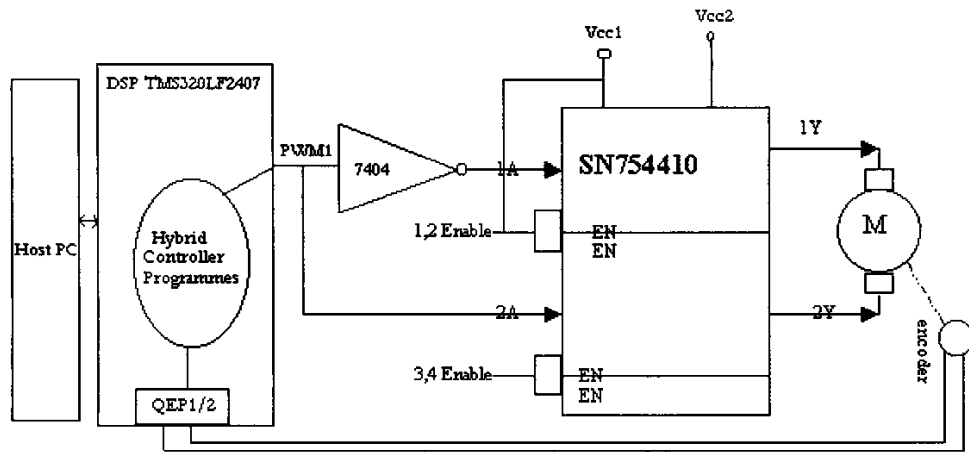 Vcc1
Vcc2
DSP TMS320LF2407
PWM1
7404
1A
SN754410
1Y
Host PC
Hybrid
Controller
Programmes
1,2 Enable
EN
EN
M
2A
2Y
encoder
3,4 Enable
EN
EN
QEP1/2